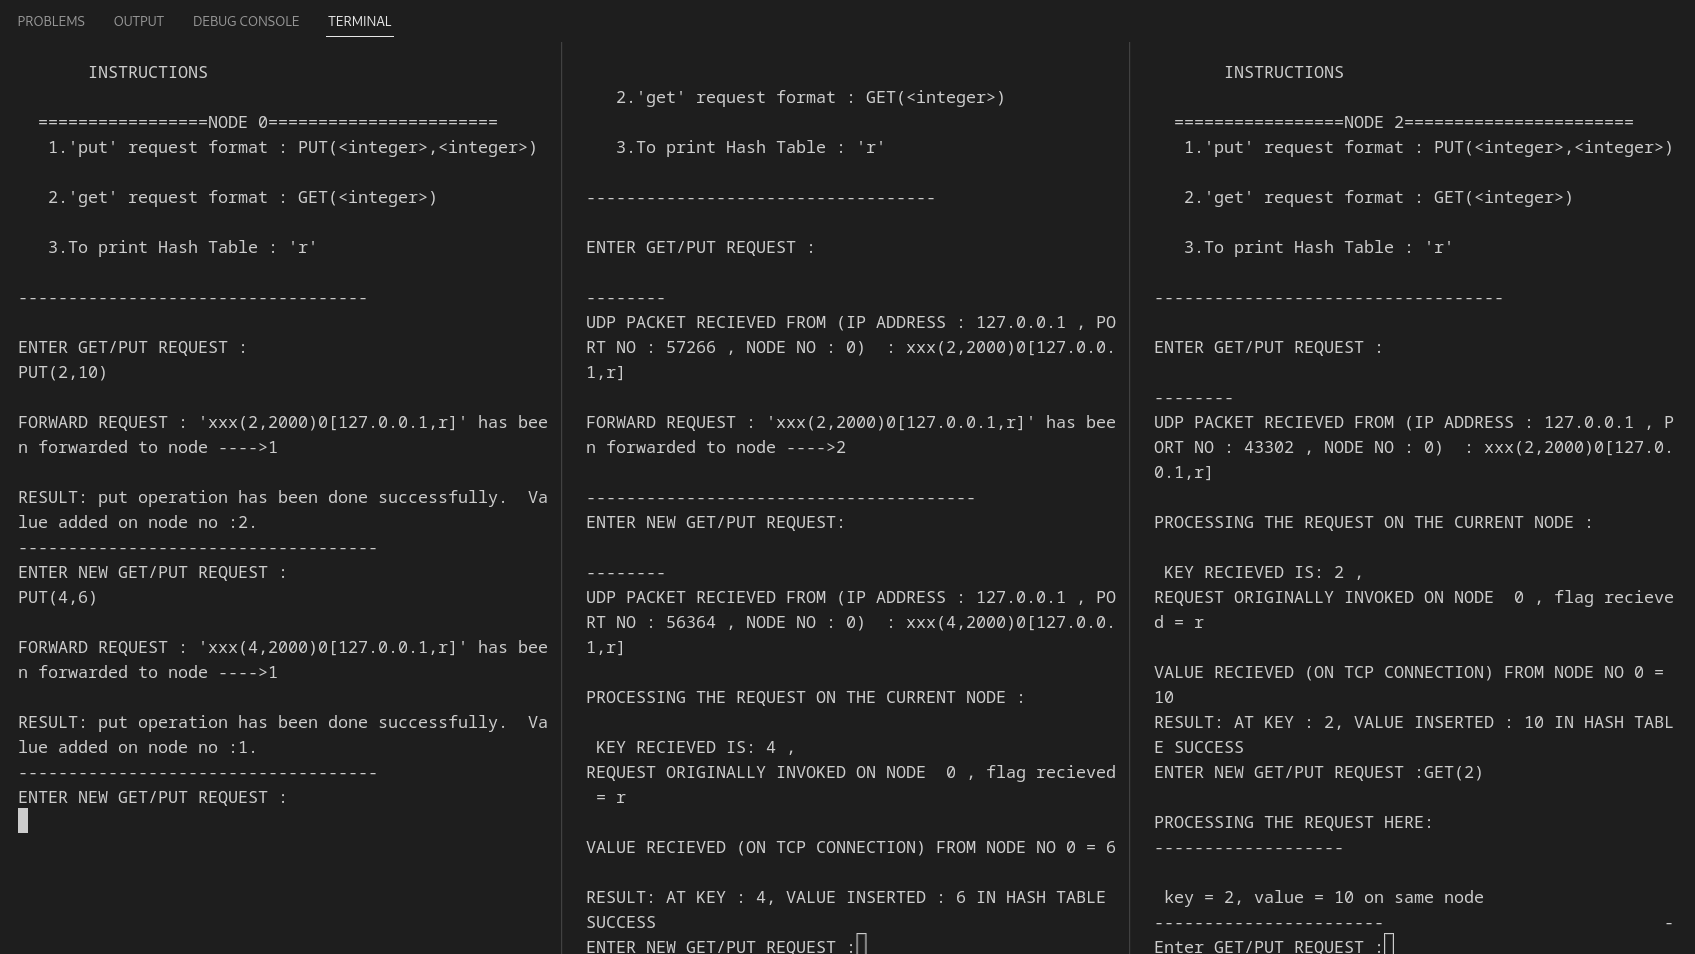 PROBLEMS OUTPUT DEBUG CONSOLE TERMINAL
INSTRUCTIONS
=================NODE 0=======================
1.'put' request format : PUT(<integer>,<integer>)
2.'get' request format : GET(<integer>)
3.To print Hash Table : 'r'
-----------------------------------
ENTER GET/PUT REQUEST :
PUT(2,10)
FORWARD REQUEST : 'xxx(2,2000)0[127.0.0.1,r]' has bee
n forwarded to node ---->1
RESULT: put operation has been done successfully.  Va
lue added on node no :2.
------------------------------------
ENTER NEW GET/PUT REQUEST :
PUT(4,6)
FORWARD REQUEST : 'xxx(4,2000)0[127.0.0.1,r]' has bee
n forwarded to node ---->1
RESULT: put operation has been done successfully.  Va
lue added on node no :1.
------------------------------------
ENTER NEW GET/PUT REQUEST :
2.'get' request format : GET(<integer>)
3.To print Hash Table : 'r'
-----------------------------------
ENTER GET/PUT REQUEST :
--------
UDP PACKET RECIEVED FROM (IP ADDRESS : 127.0.0.1 , PO
RT NO : 57266 , NODE NO : 0)  : xxx(2,2000)0[127.0.0.
1,r]
FORWARD REQUEST : 'xxx(2,2000)0[127.0.0.1,r]' has bee
n forwarded to node ---->2
---------------------------------------
ENTER NEW GET/PUT REQUEST:
--------
UDP PACKET RECIEVED FROM (IP ADDRESS : 127.0.0.1 , PO
RT NO : 56364 , NODE NO : 0)  : xxx(4,2000)0[127.0.0.
1,r]
PROCESSING THE REQUEST ON THE CURRENT NODE :
KEY RECIEVED IS: 4 ,
REQUEST ORIGINALLY INVOKED ON NODE  0 , flag recieved
= r
VALUE RECIEVED (ON TCP CONNECTION) FROM NODE NO 0 = 6
RESULT: AT KEY : 4, VALUE INSERTED : 6 IN HASH TABLE
SUCCESS
ENTER NEW GET/PUT REQUEST :
INSTRUCTIONS
=================NODE 2=======================
1.'put' request format : PUT(<integer>,<integer>)
2.'get' request format : GET(<integer>)
3.To print Hash Table : 'r'
-----------------------------------
ENTER GET/PUT REQUEST :
--------
UDP PACKET RECIEVED FROM (IP ADDRESS : 127.0.0.1 , P
ORT NO : 43302 , NODE NO : 0)  : xxx(2,2000)0[127.0.
0.1,r]
PROCESSING THE REQUEST ON THE CURRENT NODE :
KEY RECIEVED IS: 2 ,
REQUEST ORIGINALLY INVOKED ON NODE  0 , flag recieve
d = r
VALUE RECIEVED (ON TCP CONNECTION) FROM NODE NO 0 =
10
RESULT: AT KEY : 2, VALUE INSERTED : 10 IN HASH TABL
E SUCCESS
ENTER NEW GET/PUT REQUEST :GET(2)
PROCESSING THE REQUEST HERE:
-------------------
key = 2, value = 10 on same node
-----------------------                            -
Enter GET/PUT REQUEST :